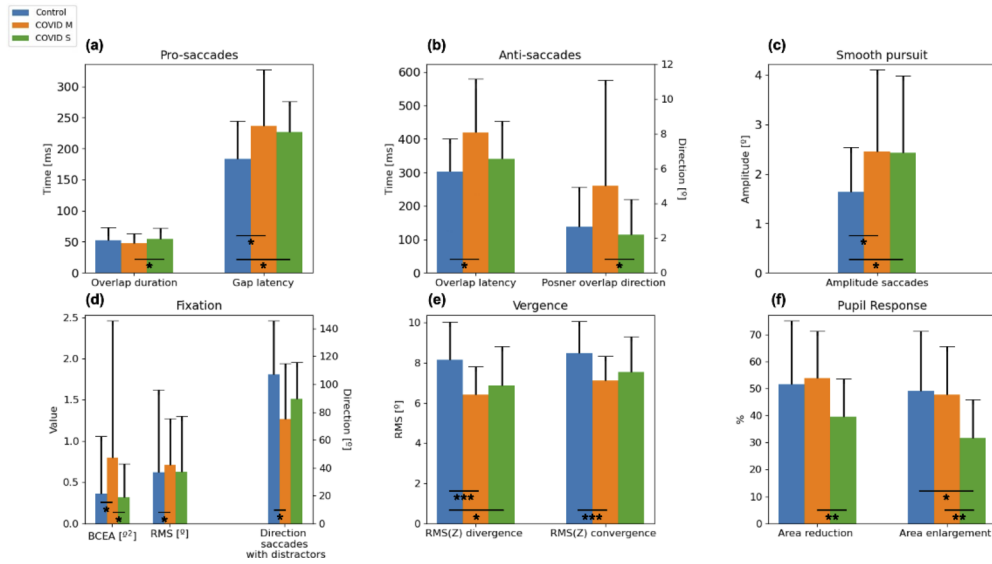 Control
COVID M
COVID S
(a)
Pro-saccades
Time [ms]
300
250
200
150
100
50
0
*
*
*
Overlap duration
Gap latency
(b)
Anti-saccades
Time [ms]
600
500
400
300
200
100
0
12
10
8
6
4
2
0
Direction [º]
*
*
Overlap latency
Posner overlap direction
(c)
Smooth pursuit
Amplitude [º]
4
3
2
1
0
*
*
Amplitude saccades
(d)
Fixation
Value
2.5
2.0
1.5
1.0
0.5
0.0
140
120
100
80
60
40
20
0
Direction [º]
*
*
*
*
BCEA [º²]
RMS [º]
Direction
saccades
with distractors
(e)
Vergence
RMS [º]
10
8
6
4
2
0
***
*
***
RMS(Z) divergence
RMS(Z) convergence
(f)
Pupil Response
%
70
60
50
40
30
20
10
0
**
*
**
Area reduction
Area enlargement